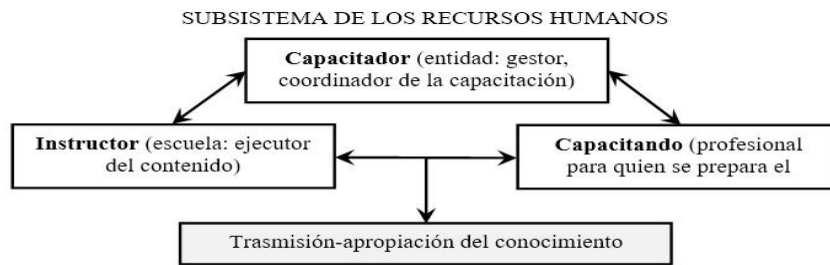 SUBSISTEMA DE LOS RECURSOS HUMANOS
Capacitador (entidad: gestor,
coordinador de la capacitación)
Instructor (escuela: ejecutor
del contenido)
Capacitando (profesional
para quien se prepara el
Trasmisión-apropiación del conocimiento